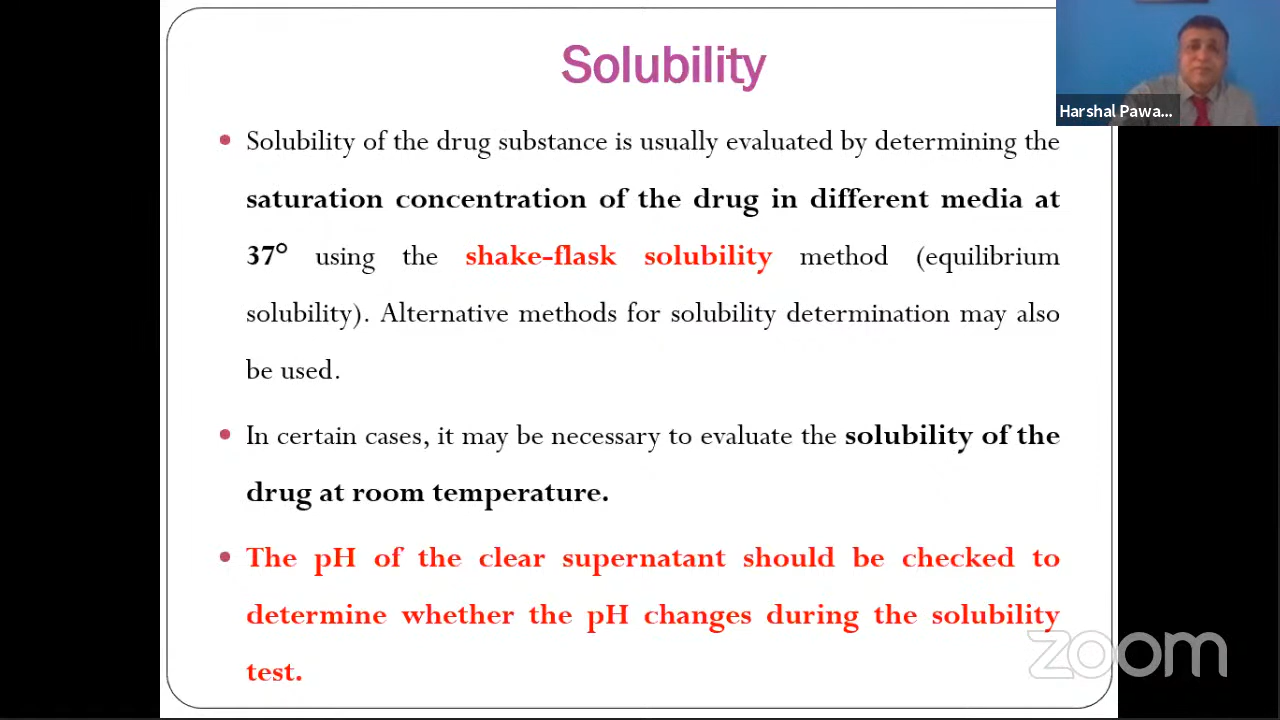 Solubility
Harshal Pawa...
• Solubility of the drug substance is usually evaluated by determining the
saturation concentration of the drug in different media at
37° using the shake-flask solubility method (equilibrium
solubility). Alternative methods for solubility determination may also
be used.
• In certain cases, it may be necessary to evaluate the solubility of the
drug at room temperature.
• The pH of the clear supernatant should be checked to
determine whether the pH changes during the solubility
test.
zoom